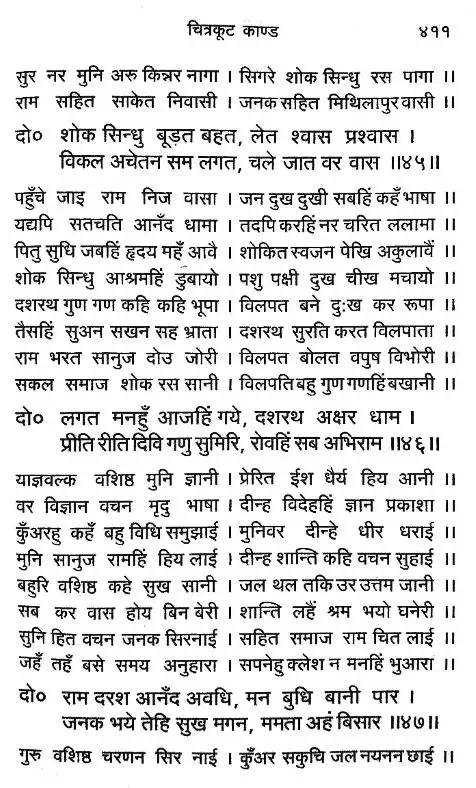 चित्रकूट काण्ड ४११
सुर नर मुनि अरु किन्नर नागा । सिगरे शोक सिन्धु रस पागा ।।
राम सहित साकेत निवासी । जनक सहित मिथिलापुर वासी ।।
दो० शोक सिन्धु बूड़त बहत, लेत श्वास प्रश्वास ।
विकल अचेतन सम लगत, चले जात वर वास ।।४५।।
पहुँचे जाइ राम निज वासा । जन दुख दुखी सबहिं कहँ भाषा ।।
यद्यपि सतचति आनँद धामा । तदपि करहिं नर चरित ललामा ।।
पितु सुधि जबहिं हृदय महँ आवै । शोकित स्वजन पेखि अकुलावैं ।।
शोक सिन्धु आश्रमहिं डुंबायो । पशु पक्षी दुख चीख मचायो ।।
दशरथ गुण गण कहि कहि भूपा । विलपत बने दुःख कर रूपा ।।
तैसहिं सुअन सखन सह भ्राता । दशरथ सुरति करत विलपाता ।।
राम भरत सानुज दोउ जोरी । विलपत बोलत वपुष विभोरी ।।
सकल समाज शोक रस सानी । विलपति बहु गुण गणहिं बखानी ।।
दो० लगत मनहुँ आजहिं गये, दशरथ अक्षर धाम ।
प्रीति रीति दिवि गणु सुमिरि, रोवहिं सब अभिराम ।।४६।।
याज्ञवल्क वशिष्ठ मुनि ज्ञानी । प्रेरित ईश धैर्य हिय आनी ।।
वर विज्ञान वचन मृदु भाषा । दीन्ह विदेहहिं ज्ञान प्रकाशा ।।
कुँअरहु कहँ बहु विधि समुझाई । मुनिवर दीन्हे धीर धराई ।।
मुनि सानुज रामहिं हिय लाई । दीन्ह शान्ति कहि वचन सुहाई ।।
बहुरि वशिष्ठ कहे सुख सानी । जल थल तकि उर उत्तम जानी ।।
सब कर वास होय बिन बेरी । शान्ति लहैं श्रम भयो घनेरी ।।
सुनि हित वचन जनक सिरनाई । सहित समाज राम चित लाई ।।
जहँ तहँ बसे समय अनुहारा । सपनेहु क्लेश न मनहिं भुआरा ।।
दो० राम दरश आनँद अवधि, मन बुधि बानी पार ।
जनक भये तेहि सुख मगन, ममता अहं बिसार ।।४७।।
गुरु वशिष्ठ चरणन सिर नाई । कुँअर सकुचि जल नयनन छाई ।।